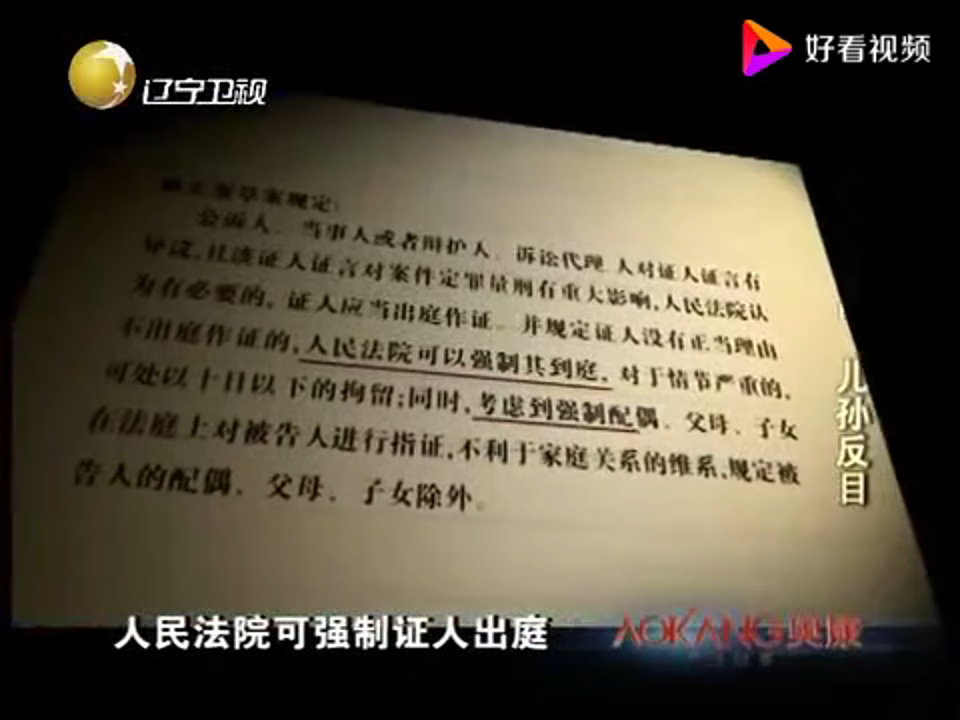 辽宁卫视
好看视频
草案规定:
公诉人、当事人或者辩护人、诉讼代理人对证人证言有
异议,且该证人证言对案件定罪量刑有重大影响,人民法院认
为有必要的,证人应当出庭作证。并规定证人没有正当理由
不出庭作证的,人民法院可以强制其到庭,对于情节严重的,
可处以十日以下的拘留;同时,考虑到强制配偶、父母、子女
在法庭上对被告人进行指证,不利于家庭关系的维系,规定被
告人的配偶、父母、子女除外。
儿孙反目
人民法院可强制证人出庭
AOKANG奥康